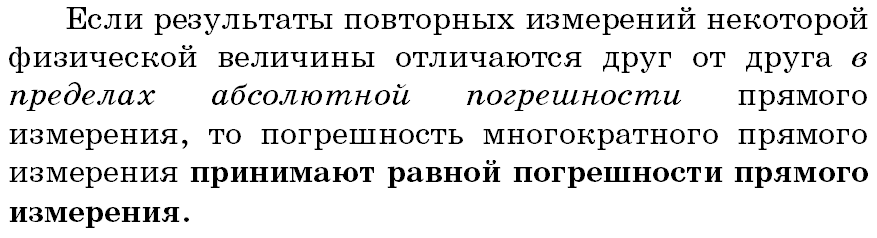 Если результаты повторных измерений некоторой
физической величины отличаются друг от друга в
пределах абсолютной погрешности прямого
измерения, то погрешность многократного прямого
измерения принимают равной погрешности прямого
измерения.